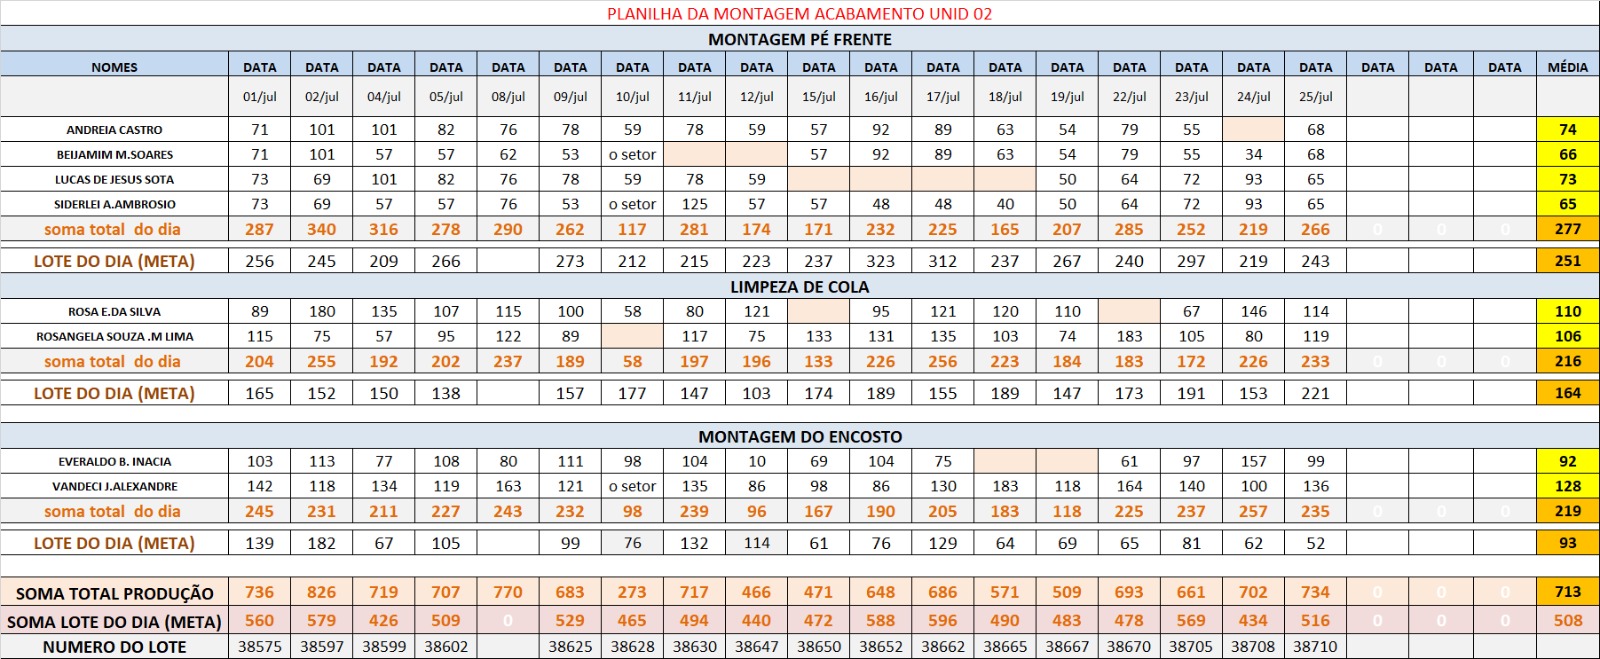 PLANILHA DA MONTAGEM ACABAMENTO UNID 02
MONTAGEM PÉ FRENTE
NOMES DATA DATA DATA DATA DATA DATA DATA DATA DATA DATA DATA DATA DATA DATA DATA DATA DATA DATA DATA DATA DATA MÉDIA
01/jul 02/jul 04/jul 05/jul 08/jul 09/jul 10/jul 11/jul 12/jul 15/jul 16/jul 17/jul 18/jul 19/jul 22/jul 23/jul 24/jul 25/jul
ANDREIA CASTRO 71 101 101 82 76 78 59 78 59 57 92 89 63 54 79 55 68 74
BEIJAMIM M.SOARES 71 101 57 57 62 53 o setor 57 92 89 63 54 79 55 34 68 66
LUCAS DE JESUS SOTA 73 69 101 82 76 78 59 78 59 50 64 72 93 65 73
SIDERLEI A.AMBROSIO 73 69 57 57 76 53 o setor 125 57 57 48 48 40 50 64 72 93 65 65
soma total do dia 287 340 316 278 290 262 117 281 174 171 232 225 165 207 285 252 219 266 0 0 0 277
LOTE DO DIA (META) 256 245 209 266 273 212 215 223 237 323 312 237 267 240 297 219 243 251
LIMPEZA DE COLA
ROSA E.DA SILVA 89 180 135 107 115 100 58 80 121 95 121 120 110 67 146 114 110
ROSANGELA SOUZA .M LIMA 115 75 57 95 122 89 117 75 133 131 135 103 74 183 105 80 119 106
soma total do dia 204 255 192 202 237 189 58 197 196 133 226 256 223 184 183 172 226 233 0 0 0 216
LOTE DO DIA (META) 165 152 150 138 157 177 147 103 174 189 155 189 147 173 191 153 221 164
MONTAGEM DO ENCOSTO
EVERALDO B. INACIA 103 113 77 108 80 111 98 104 10 69 104 75 61 97 157 99 92
VANDECI J.ALEXANDRE 142 118 134 119 163 121 o setor 135 86 98 86 130 183 118 164 140 100 136 128
soma total do dia 245 231 211 227 243 232 98 239 96 167 190 205 183 118 225 237 257 235 0 0 0 219
LOTE DO DIA (META) 139 182 67 105 99 76 132 114 61 76 129 64 69 65 81 62 52 93
SOMA TOTAL PRODUÇÃO 736 826 719 707 770 683 273 717 466 471 648 686 571 509 693 661 702 734 0 0 0 713
SOMA LOTE DO DIA (META) 560 579 426 509 0 529 465 494 440 472 588 596 490 483 478 569 434 516 0 0 0 508
NUMERO DO LOTE 38575 38597 38599 38602 38625 38628 38630 38647 38650 38652 38662 38665 38667 38670 38705 38708 38710